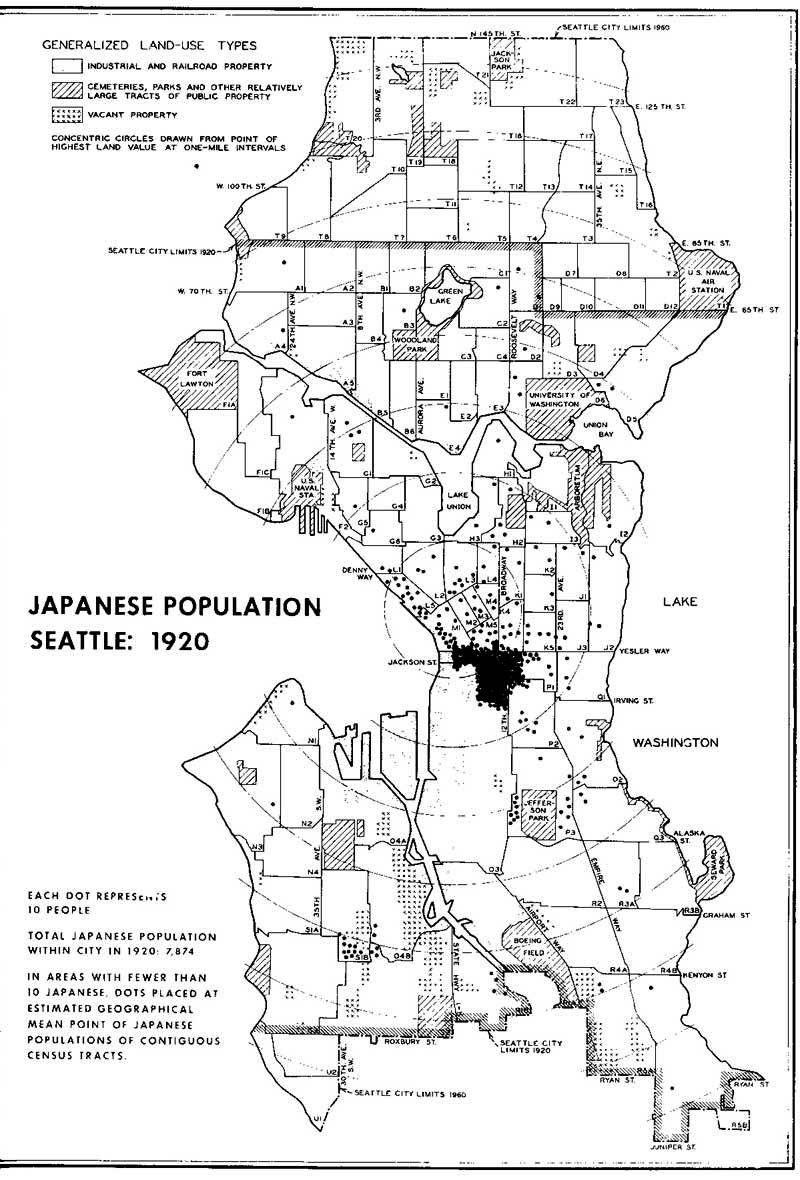 SEATTLE CITY LIMITS 1960
N 145TH. ST.
GENERALIZED LAND-USE TYPES
INDUSTRIAL AND RAILROAD PROPERTY
CEMETERIES, PARKS AND OTHER RELATIVELY
LARGE TRACTS OF PUBLIC PROPERTY
VACANT PROPERTY
CONCENTRIC CIRCLES DRAWN FROM POINT OF
HIGHEST LAND VALUE AT ONE-MILE INTERVALS
JACK-
SON
PARK
3RD AVE. N.W.
T21
T22
T23
E. 125TH ST.
T20
T19
T18
T16
T17
T10
T12
T13
T14
T15
35TH AVE. N.E.
T16
W. 100TH ST.
T11
T9
T8
T7
T6
T5
T4
T3
E. 85TH. ST.
SEATTLE CITY LIMITS 1920
T2
U.S. NAVAL
AIR
STATION
T1
W. 70TH. ST.
A1
A2
B1
B2
C1
D7
D8
GREEN
LAKE
D9
D10
D11
D12
E. 65TH ST
24TH AVE. N.W.
8TH AVE. N.W.
A3
A4
B3
B4
WOODLAND
PARK
C2
C3
C4
ROOSEVELT WAY
D2
D3
D4
FORT
LAWTON
F1A
A5
B5
B6
AURORA AVE.
E1
E2
E3
E4
UNIVERSITY OF
WASHINGTON
D6
D5
UNION
BAY
14TH AVE. W.
F1C
F1B
U.S.
NAVAL
STA
G1
G2
LAKE
UNION
H1
ARBORETUM
I1
I2
I3
F2
G5
G4
G6
G3
H3
H2
DENNY
WAY
L1
L2
L3
L4
L5
BROADWAY
K2
K1
K3
K4
K5
23RD. AVE.
J1
J3
J2
M1
M2
M3
M4
M5
JAPANESE POPULATION
SEATTLE: 1920
LAKE
YESLER WAY
JACKSON ST.
P1
Q1
IRVING ST.
12TH.
WASHINGTON
N1
P2
Q2
JEFFER-
SON
PARK
P3
Q3
ALASKA
ST.
SEWARD PARK
N2
N3
N4
35TH AVE. S.W.
O4A
O3
EMPIRE WAY
R2
R3A
R3B
GRAHAM ST
EACH DOT REPRESENTS
10 PEOPLE
TOTAL JAPANESE POPULATION
WITHIN CITY IN 1920: 7,874
IN AREAS WITH FEWER THAN
10 JAPANESE, DOTS PLACED AT
ESTIMATED GEOGRAPHICAL
MEAN POINT OF JAPANESE
POPULATIONS OF CONTIGUOUS
CENSUS TRACTS.
S1A
S1B
O4B
STATE HWY
AIRPORT WAY
BOEING
FIELD
R4A
R4B
KENYON ST
ROXBURY ST.
SEATTLE CITY
LIMITS 1920
U2
30TH AVE. S.W.
SEATTLE CITY LIMITS 1960
U1
RYAN ST.
R5A
RYAN ST
R5B
JUNIPER ST.